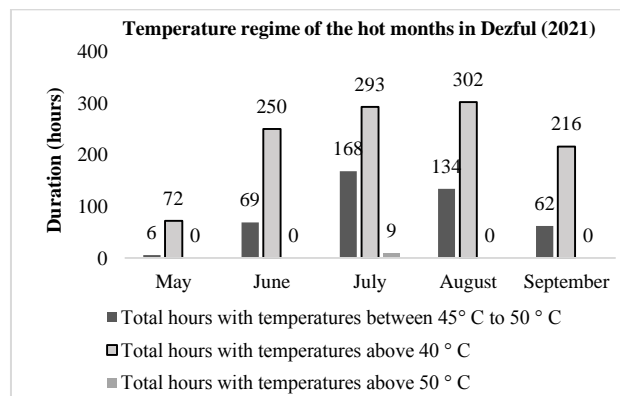 Temperature regime of the hot months in Dezful (2021)
Duration (hours)
400
300
200
100
0
6
72
0
69
250
0
168
293
9
134
302
0
62
216
0
May
June
July
August
September
Total hours with temperatures between 45° C to 50 ° C
Total hours with temperatures above 40 ° C
Total hours with temperatures above 50 ° C